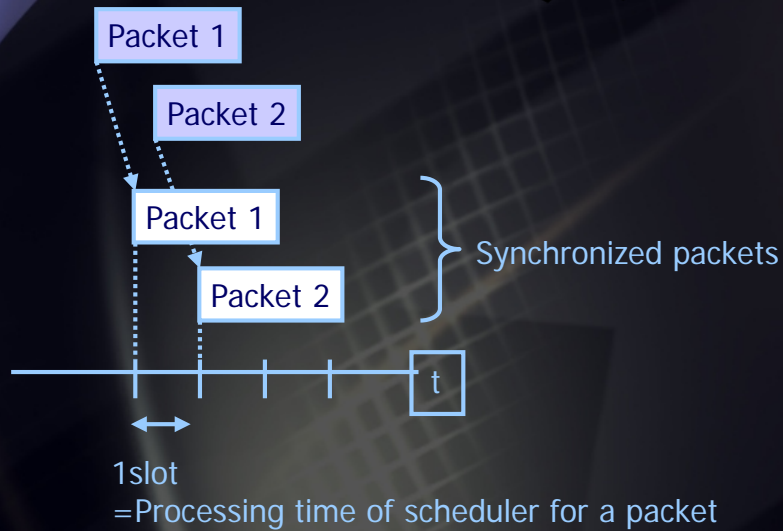 Packet 1
Packet 2
Packet 1
Synchronized packets
Packet 2
t
1slot
=Processing time of scheduler for a packet